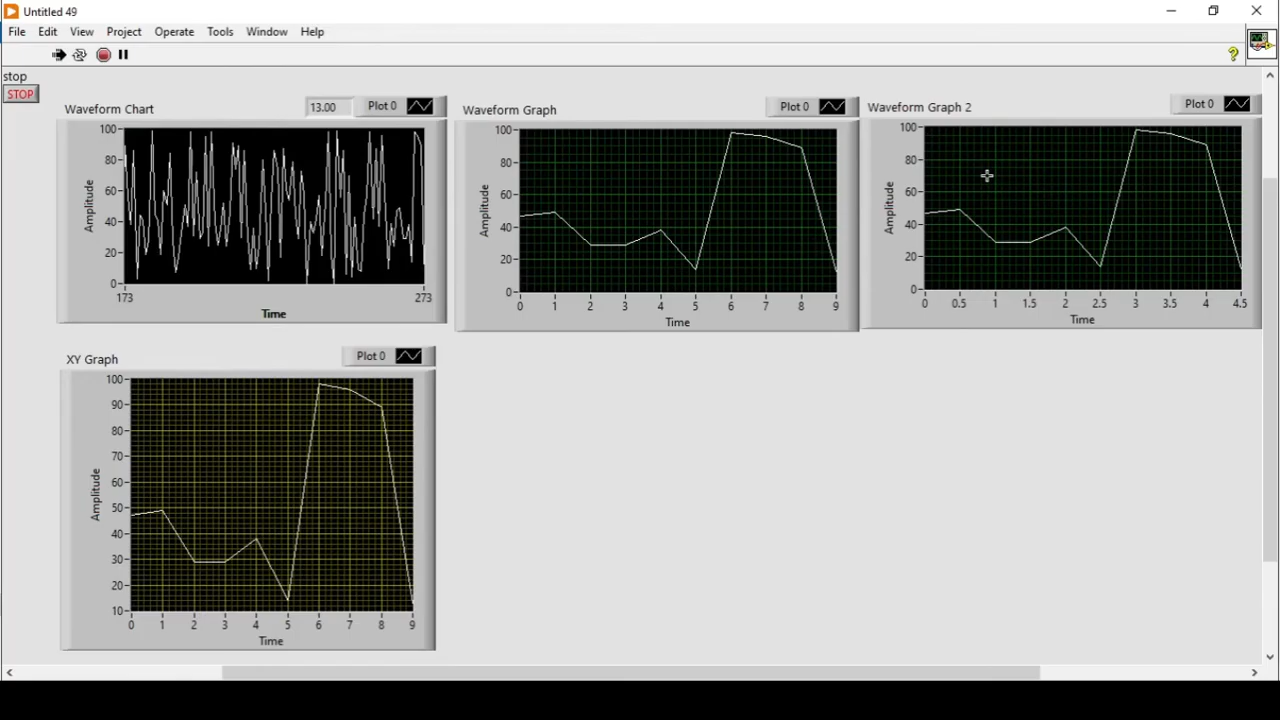 Untitled 49
File Edit View Project Operate Tools Window Help
stop
STOP
Waveform Chart 13.00 Plot 0
100
80
60
40
20
0
Amplitude
173 273
Time
Waveform Graph Plot 0
100
80
60
40
20
0
Amplitude
0 1 2 3 4 5 6 7 8 9
Time
Waveform Graph 2 Plot 0
100
80
60
40
20
0
Amplitude
0 0.5 1 1.5 2 2.5 3 3.5 4 4.5
Time
XY Graph Plot 0
100
90
80
70
60
50
40
30
20
10
Amplitude
0 1 2 3 4 5 6 7 8 9
Time